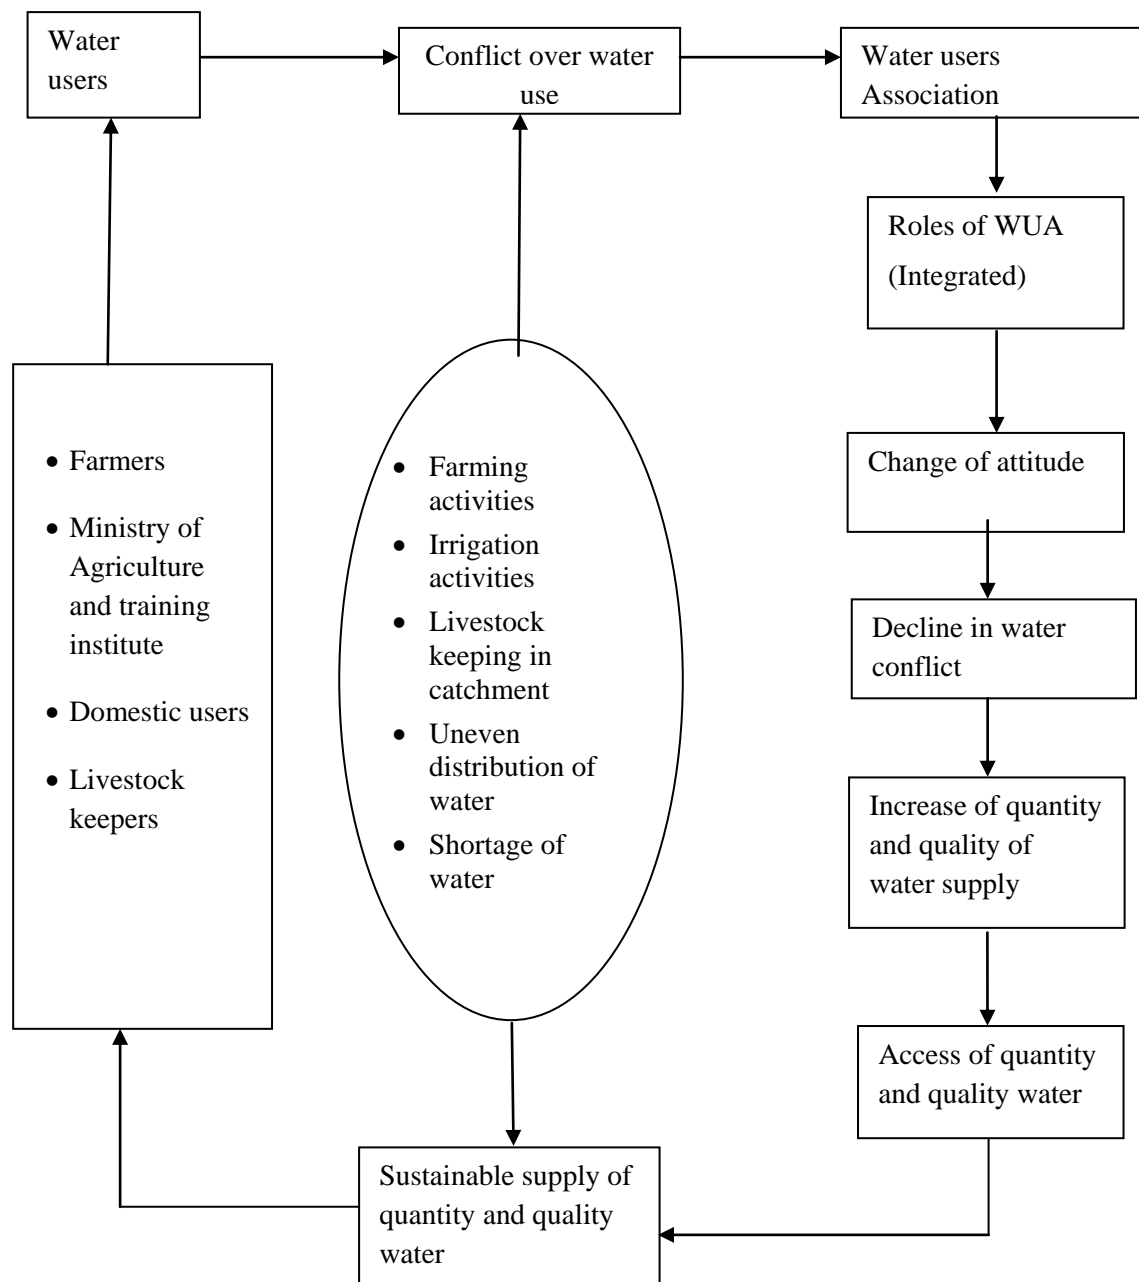 Water
users
Conflict over water
use
Water users
Association
Roles of WUA
(Integrated)
Change of attitude
Decline in water
conflict
Increase of quantity
and quality of
water supply
Access of quantity
and quality water
• Farmers
• Ministry of
Agriculture
and training
institute
• Domestic users
• Livestock
keepers
• Farming
activities
• Irrigation
activities
• Livestock
keeping in
catchment
• Uneven
distribution of
water
• Shortage of
water
Sustainable supply of
quantity and quality
water